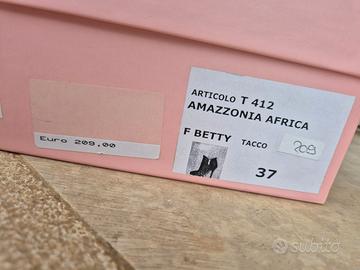 ARTICOLO T 412
AMAZZONIA AFRICA
F BETTY TACCO 209
37
Euro 209,00
subito